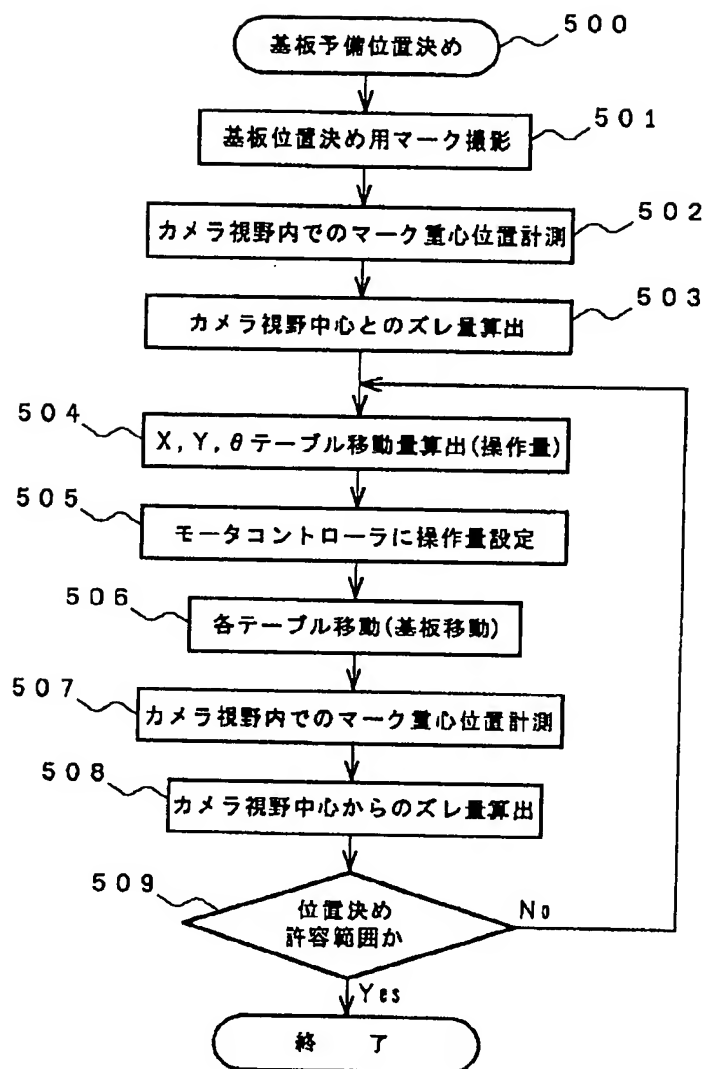 基板予備位置決め
500
基板位置決め用マーク撮影
501
カメラ視野内でのマーク重心位置計測
502
カメラ視野中心とのズレ量算出
503
504
X,Y,θテーブル移動量算出(操作量)
505
モータコントローラに操作量設定
506
各テーブル移動(基板移動)
507
カメラ視野内でのマーク重心位置計測
508
カメラ視野中心からのズレ量算出
509
位置決め
許容範囲か
No
Yes
終 了